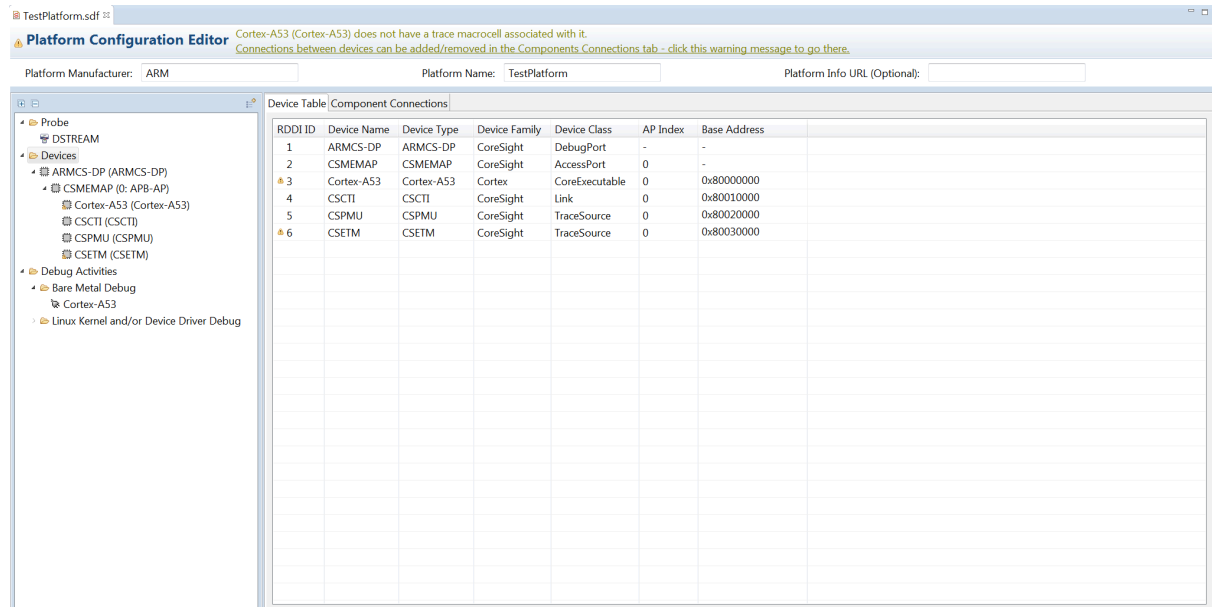 TestPlatform.sdf
Platform Configuration Editor
Cortex-A53 (Cortex-A53) does not have a trace macrocell associated with it.
Connections between devices can be added/removed in the Components Connections tab - click this warning message to go there.
Platform Manufacturer: ARM Platform Name: TestPlatform Platform Info URL (Optional):
Probe
DSTREAM
Devices
ARMCS-DP (ARMCS-DP)
CSMEMAP (0: APB-AP)
Cortex-A53 (Cortex-A53)
CSCTI (CSCTI)
CSPMU (CSPMU)
CSETM (CSETM)
Debug Activities
Bare Metal Debug
Cortex-A53
Linux Kernel and/or Device Driver Debug
Device Table Component Connections
RDDI ID Device Name Device Type Device Family Device Class AP Index Base Address
1 ARMCS-DP ARMCS-DP CoreSight DebugPort - -
2 CSMEMAP CSMEMAP CoreSight AccessPort 0 -
3 Cortex-A53 Cortex-A53 Cortex CoreExecutable 0 0x80000000
4 CSCTI CSCTI CoreSight Link 0 0x80010000
5 CSPMU CSPMU CoreSight TraceSource 0 0x80020000
6 CSETM CSETM CoreSight TraceSource 0 0x80030000